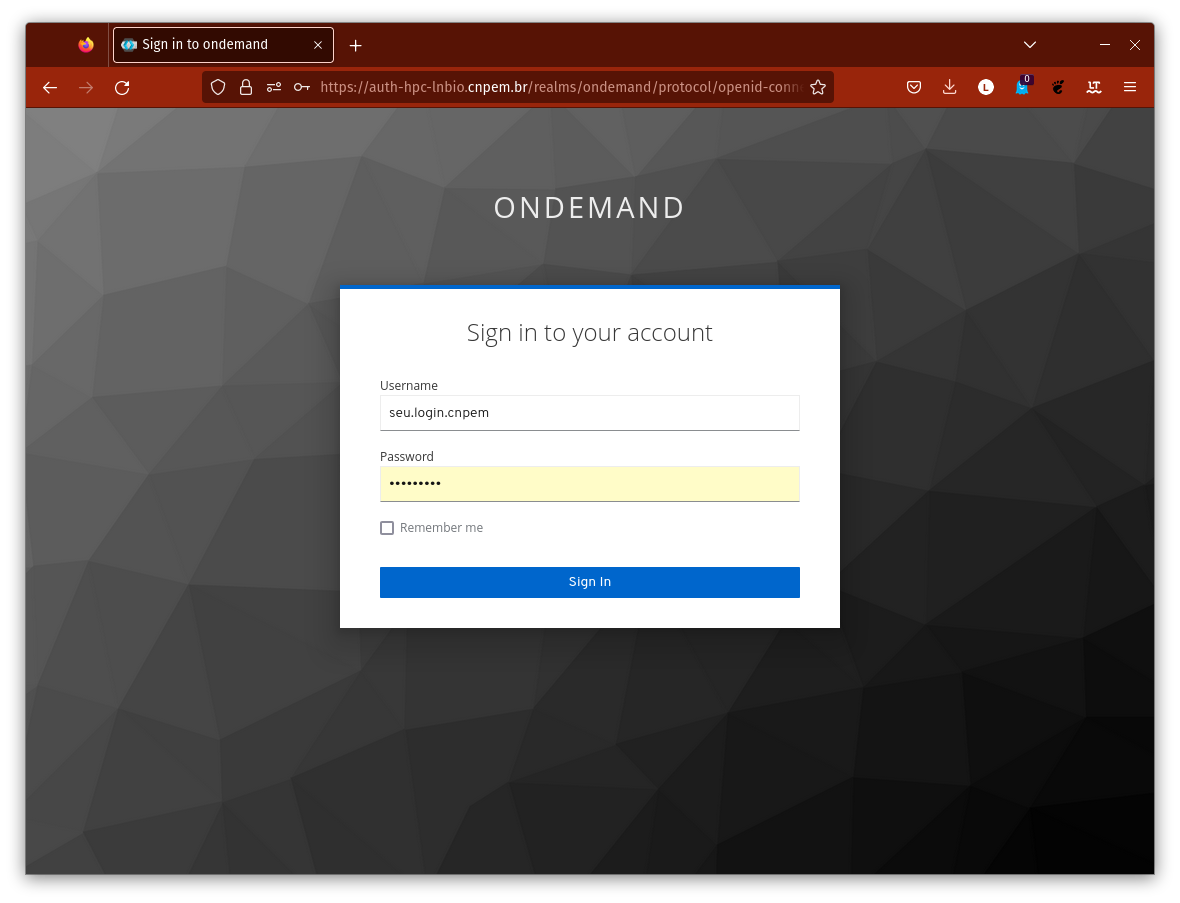 Sign in to ondemand
https://auth-hpc-lnbio.cnpem.br/realms/ondemand/protocol/openid-conn
L
0
LT
ONDEMAND
Sign in to your account
Username
seu.login.cnpem
Password
•••••••••
Remember me
Sign In